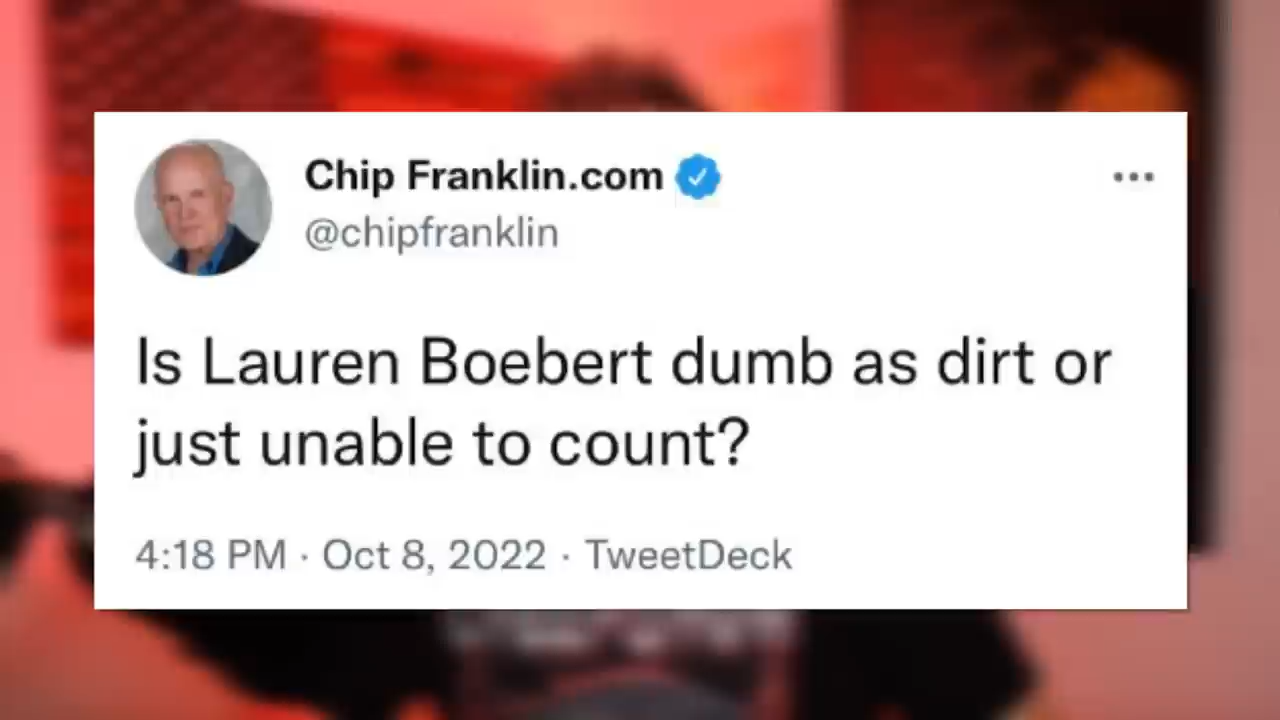 Chip Franklin.com
@chipfranklin
Is Lauren Boebert dumb as dirt or
just unable to count?
4:18 PM · Oct 8, 2022 · TweetDeck